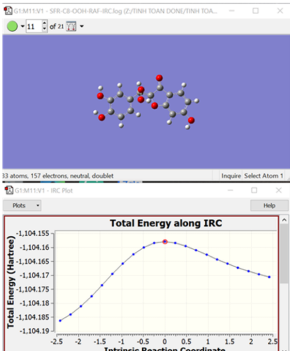 G1:M11:V1 - SFR-C8-OOH-RAF-IRC.log (Z:/TINH TOAN DONE/TINH TOA...
11 of 21
33 atoms, 157 electrons, neutral, doublet Inquire Select Atom 1
G1:M11:V1 - IRC Plot
Plots Help
Total Energy along IRC
Total Energy (Hartree)
-1,104.155
-1,104.16
-1,104.165
-1,104.17
-1,104.175
-1,104.18
-1,104.185
-1,104.19
-2.5 -2 -1.5 -1 -0.5 0 0.5 1 1.5 2 2.5
Intrinsic Reaction Coordinate